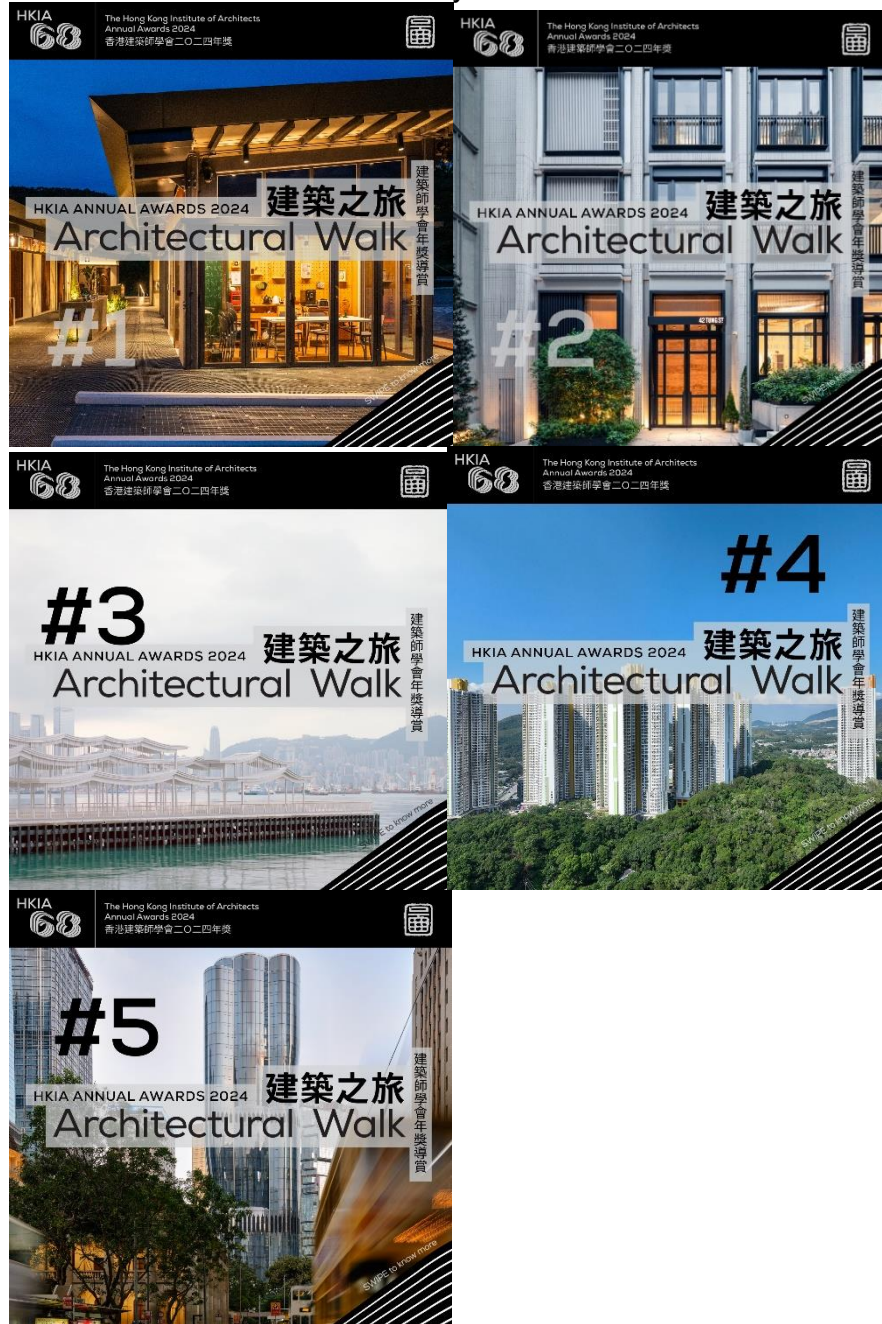 HKIA
68
The Hong Kong Institute of Architects
Annual Awards 2024
香港建築師學會二〇二四年獎
HKIA ANNUAL AWARDS 2024
建築之旅
Architectural Walk
建築師學會年獎導賞
#1
SWIPE to know more
HKIA
68
The Hong Kong Institute of Architects
Annual Awards 2024
香港建築師學會二〇二四年獎
HKIA ANNUAL AWARDS 2024
建築之旅
Architectural Walk
建築師學會年獎導賞
#2
42 TUNG ST
SWIPE to know more
HKIA
68
The Hong Kong Institute of Architects
Annual Awards 2024
香港建築師學會二〇二四年獎
#3
HKIA ANNUAL AWARDS 2024
建築之旅
Architectural Walk
建築師學會年獎導賞
PE to know more
HKIA
68
The Hong Kong Institute of Architects
Annual Awards 2024
香港建築師學會二〇二四年獎
#4
HKIA ANNUAL AWARDS 2024
建築之旅
Architectural Walk
建築師學會年獎導賞
SWIPE to know more
HKIA
68
The Hong Kong Institute of Architects
Annual Awards 2024
香港建築師學會二〇二四年獎
#5
HKIA ANNUAL AWARDS 2024
建築之旅
Architectural Walk
建築師學會年獎導賞
SWIPE to know more